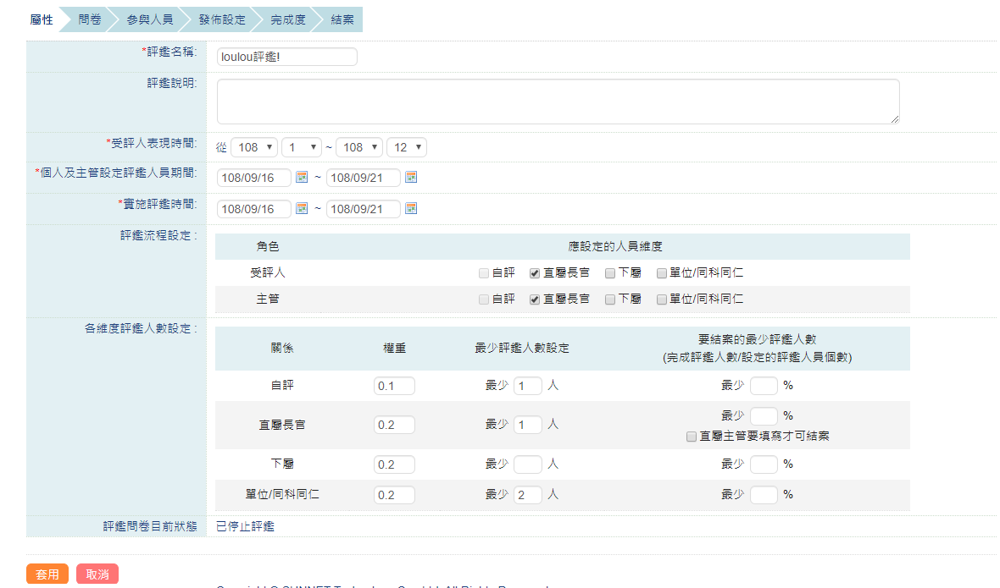 屬性 問卷 參與人員 發佈設定 完成度 結案
*評鑑名稱: loulou評鑑!
評鑑說明:
*受評人表現時間: 從 108 1 ~ 108 12
*個人及主管設定評鑑人員期間: 108/09/16 ~ 108/09/21
*實施評鑑時間: 108/09/16 ~ 108/09/21
評鑑流程設定 :
角色 應設定的人員維度
受評人 自評 直屬長官 下屬 單位/同科同仁
主管 自評 直屬長官 下屬 單位/同科同仁
各維度評鑑人數設定 :
關係 權重 最少評鑑人數設定 要結案的最少評鑑人數
(完成評鑑人數/設定的評鑑人員個數)
自評 0.1 最少 1 人 最少 %
直屬長官 0.2 最少 1 人 最少 %
直屬主管要填寫才可結案
下屬 0.2 最少 人 最少 %
單位/同科同仁 0.2 最少 2 人 最少 %
評鑑問卷目前狀態 已停止評鑑
套用 取消